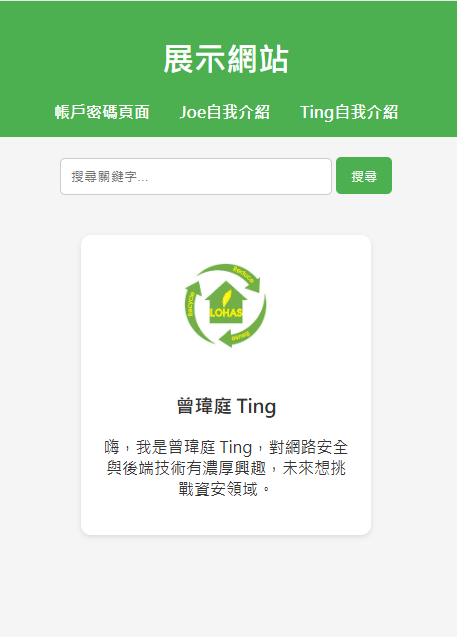 展示網站
帳戶密碼頁面 Joe自我介紹 Ting自我介紹
搜尋關鍵字... 搜尋
Reduce
Recycle
LOHAS
Reuse
曾瑋庭 Ting
嗨，我是曾瑋庭 Ting，對網路安全
與後端技術有濃厚興趣，未來想挑
戰資安領域。